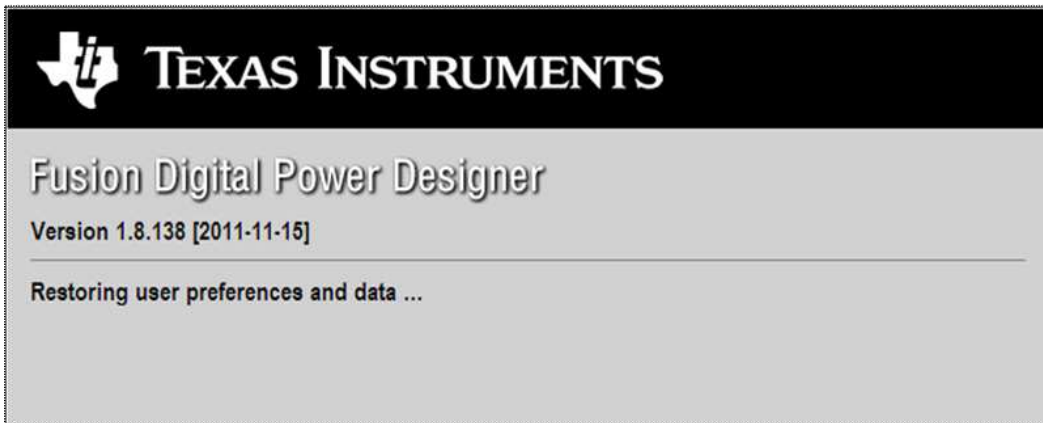 TEXAS INSTRUMENTS
Fusion Digital Power Designer
Version 1.8.138 [2011-11-15]
Restoring user preferences and data ...